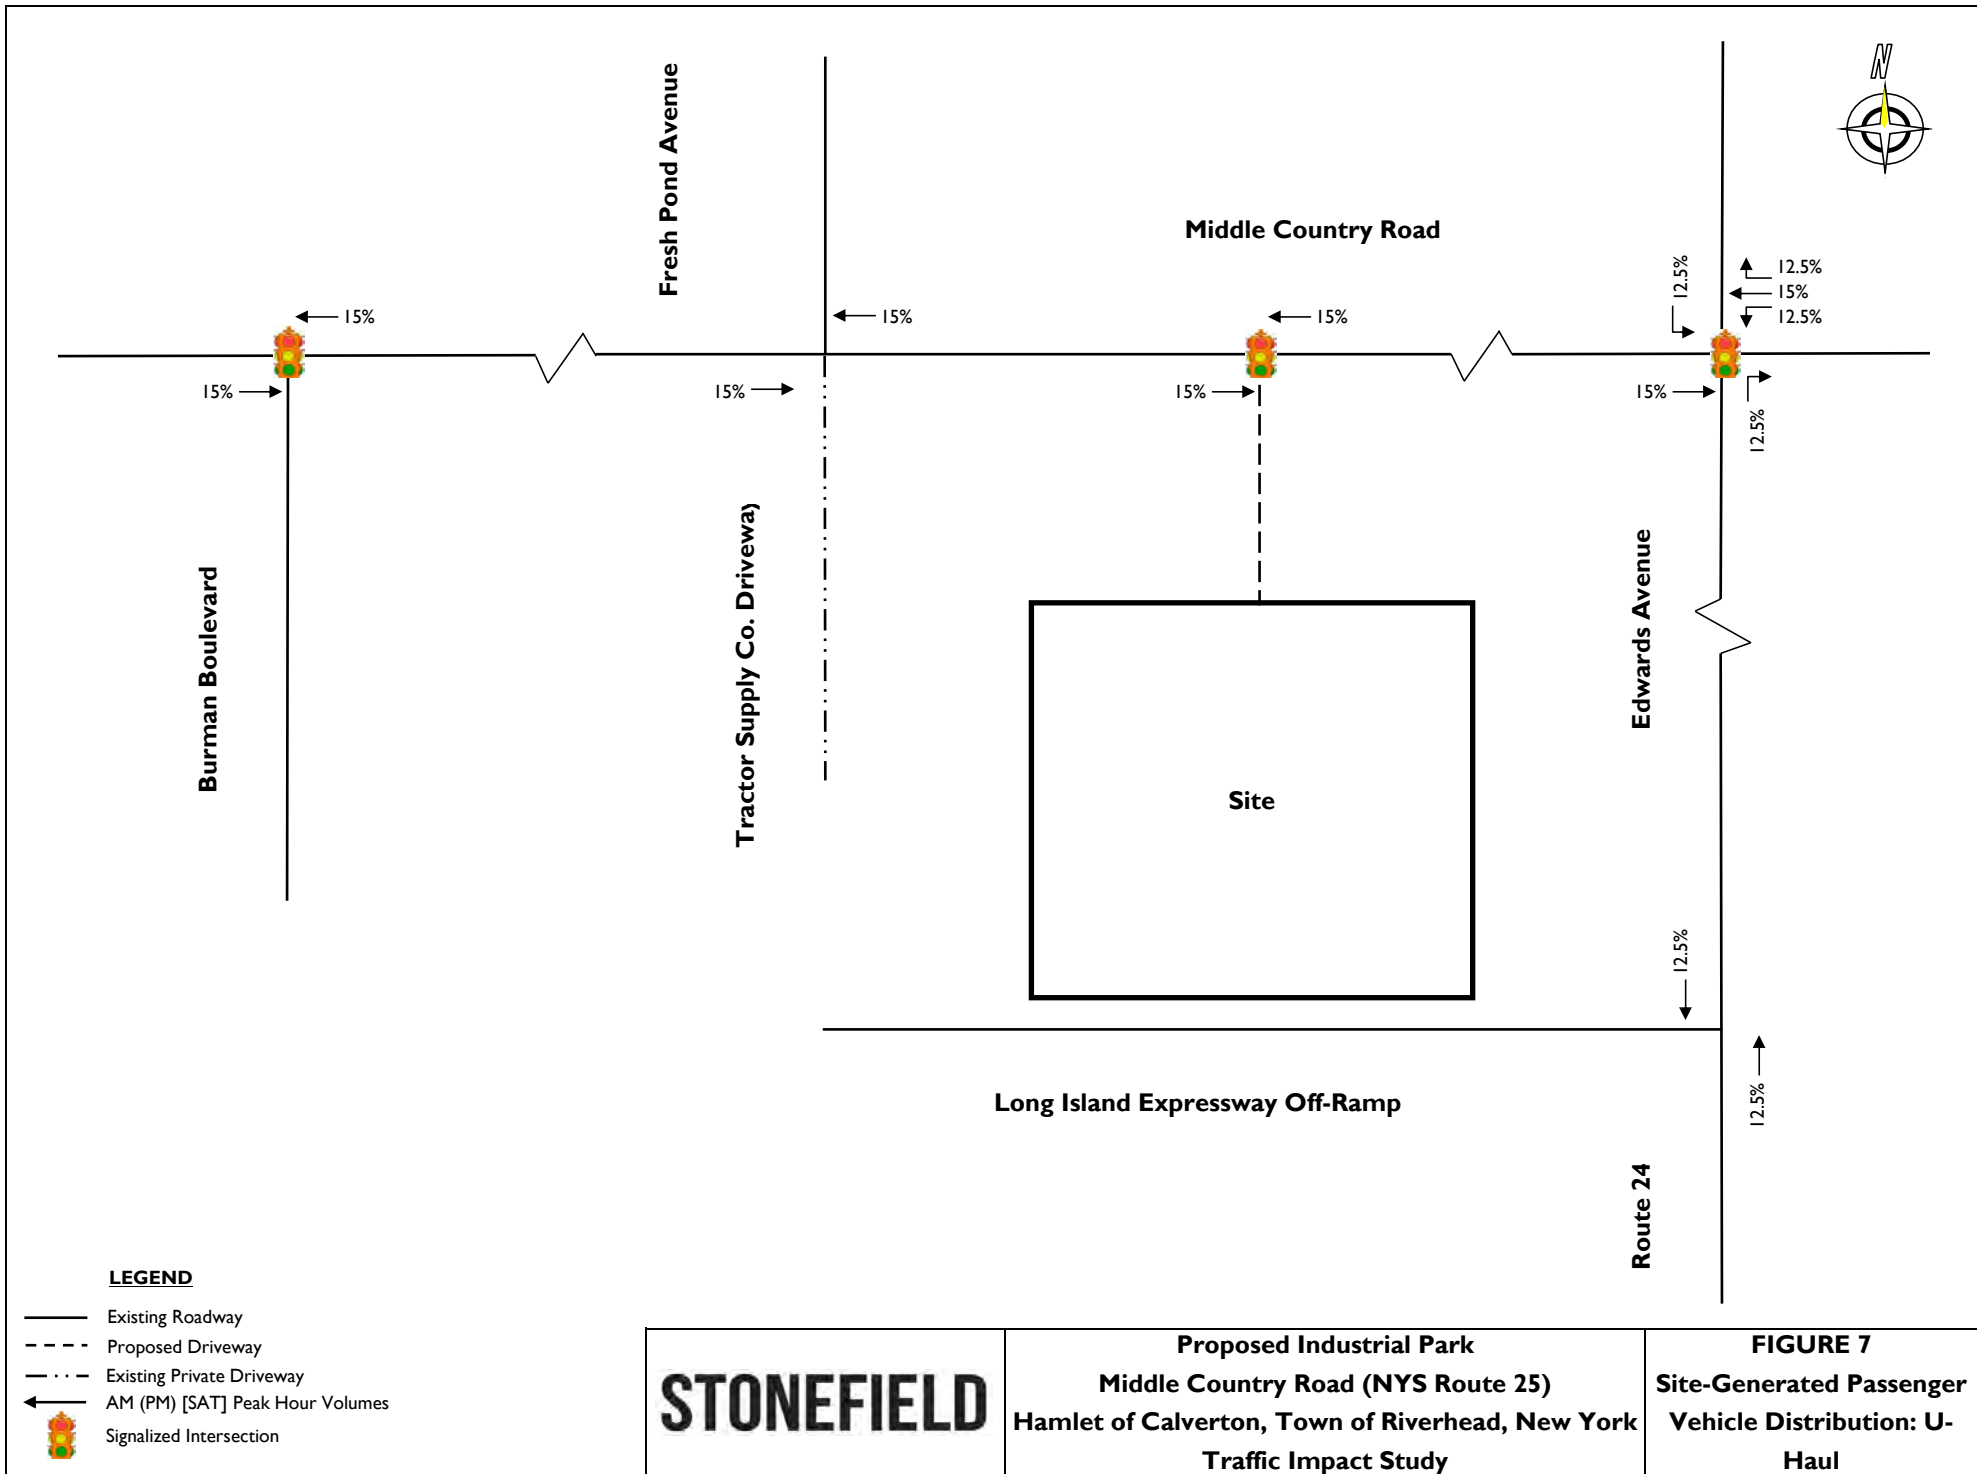 N
Fresh Pond Avenue
Middle Country Road
12.5%
12.5%
15%
12.5%
15%
15%
15%
15%
15%
15%
15%
12.5%
Burman Boulevard
Tractor Supply Co. Driveway
Edwards Avenue
Site
12.5%
Long Island Expressway Off-Ramp
12.5%
Route 24
LEGEND
Existing Roadway
Proposed Driveway
Existing Private Driveway
AM (PM) [SAT] Peak Hour Volumes
Signalized Intersection
STONEFIELD
Proposed Industrial Park
Middle Country Road (NYS Route 25)
Hamlet of Calverton, Town of Riverhead, New York
Traffic Impact Study
FIGURE 7
Site-Generated Passenger
Vehicle Distribution: U-
Haul